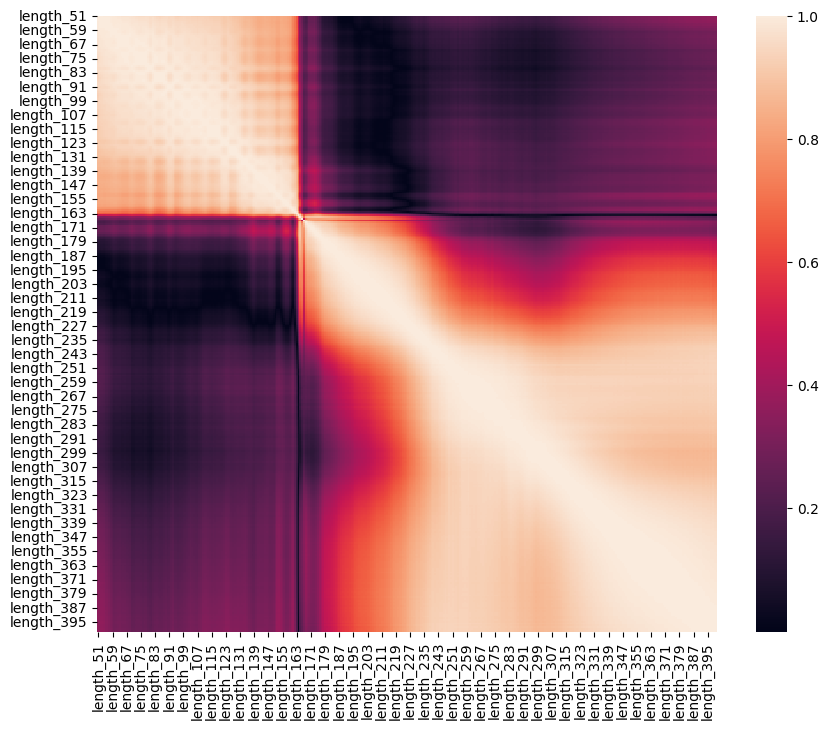 length_51
length_59
length_67
length_75
length_83
length_91
length_99
length_107
length_115
length_123
length_131
length_139
length_147
length_155
length_163
length_171
length_179
length_187
length_195
length_203
length_211
length_219
length_227
length_235
length_243
length_251
length_259
length_267
length_275
length_283
length_291
length_299
length_307
length_315
length_323
length_331
length_339
length_347
length_355
length_363
length_371
length_379
length_387
length_395
length_51
length_59
length_67
length_75
length_83
length_91
length_99
length_107
length_115
length_123
length_131
length_139
length_147
length_155
length_163
length_171
length_179
length_187
length_195
length_203
length_211
length_219
length_227
length_235
length_243
length_251
length_259
length_267
length_275
length_283
length_291
length_299
length_307
length_315
length_323
length_331
length_339
length_347
length_355
length_363
length_371
length_379
length_387
length_395
1.0
0.8
0.6
0.4
0.2